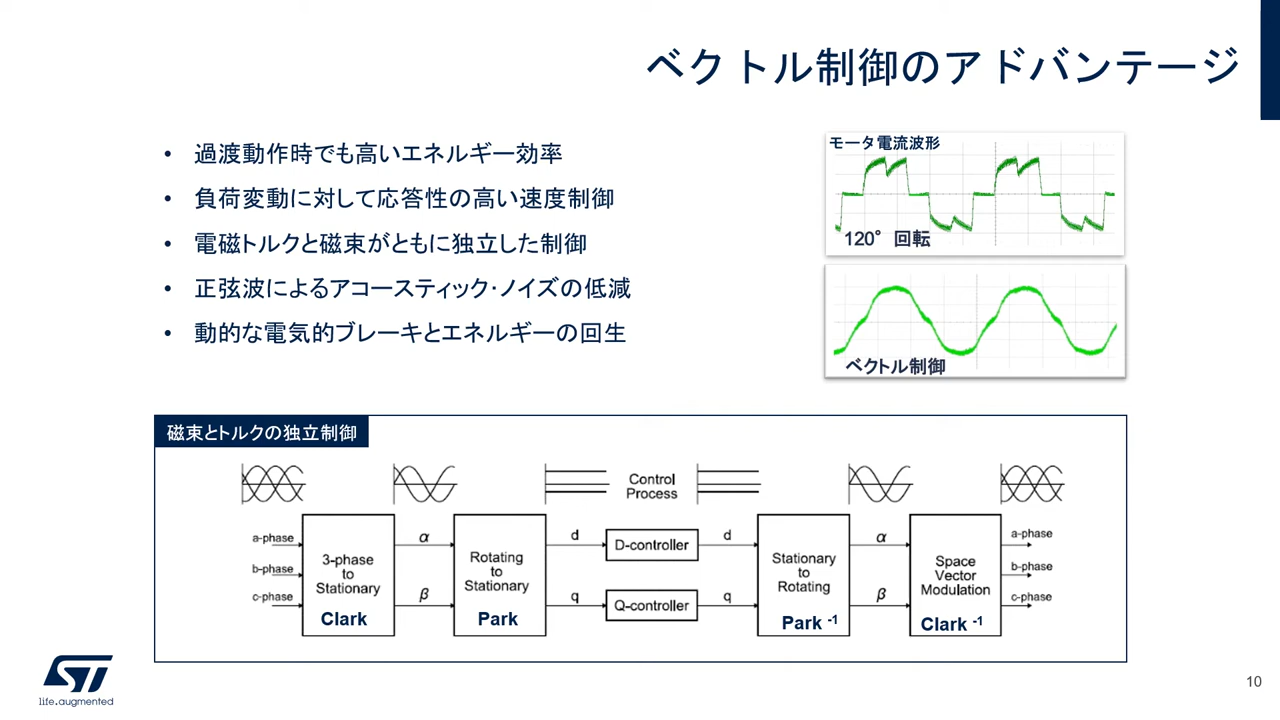 ベクトル制御のアドバンテージ
• 過渡動作時でも高いエネルギー効率
• 負荷変動に対して応答性の高い速度制御
• 電磁トルクと磁束がともに独立した制御
• 正弦波によるアコースティック・ノイズの低減
• 動的な電気的ブレーキとエネルギーの回生
モータ電流波形
120° 回転
ベクトル制御
磁束とトルクの独立制御
Control
Process
a-phase
b-phase
c-phase
3-phase
to
Stationary
Clark
α
β
Rotating
to
Stationary
Park
d
q
D-controller
Q-controller
d
q
Stationary
to
Rotating
Park -1
α
β
Space
Vector
Modulation
Clark -1
a-phase
b-phase
c-phase
ST
life.augmented
10